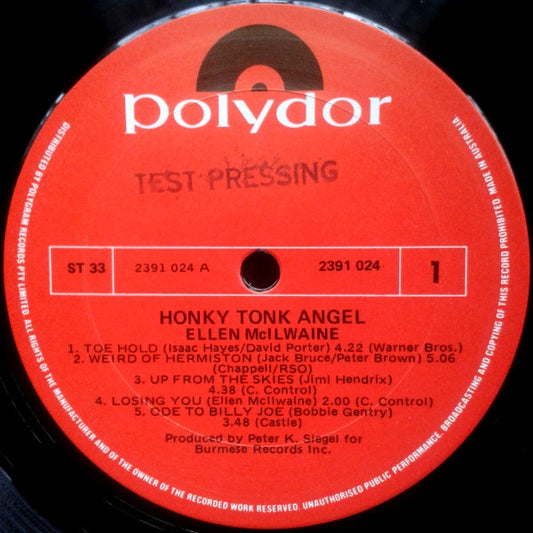 polydor
TEST PRESSING
ST 33
2391 024 A
2391 024
1
HONKY TONK ANGEL
ELLEN McILWAINE
1. TOE HOLD (Isaac Hayes/David Porter) 4.22 (Warner Bros.)
2. WEIRD OF HERMISTON (Jack Bruce/Peter Brown) 5.06
(Chappell/RSO)
3. UP FROM THE SKIES (Jimi Hendrix)
4.38 (C. Control)
4. LOSING YOU (Ellen McIlwaine) 2.00 (C. Control)
5. ODE TO BILLY JOE (Bobbie Gentry)
3.48 (Castle)
Produced by Peter K. Siegel for
Burmese Records Inc.
DISTRIBUTED BY POLYGRAM RECORDS PTY LIMITED. ALL RIGHTS OF THE MANUFACTURER AND OF THE OWNER OF THE RECORDED WORK RESERVED. UNAUTHORISED PUBLIC PERFORMANCE, BROADCASTING AND COPYING OF THIS RECORD PROHIBITED. MADE IN AUSTRALIA